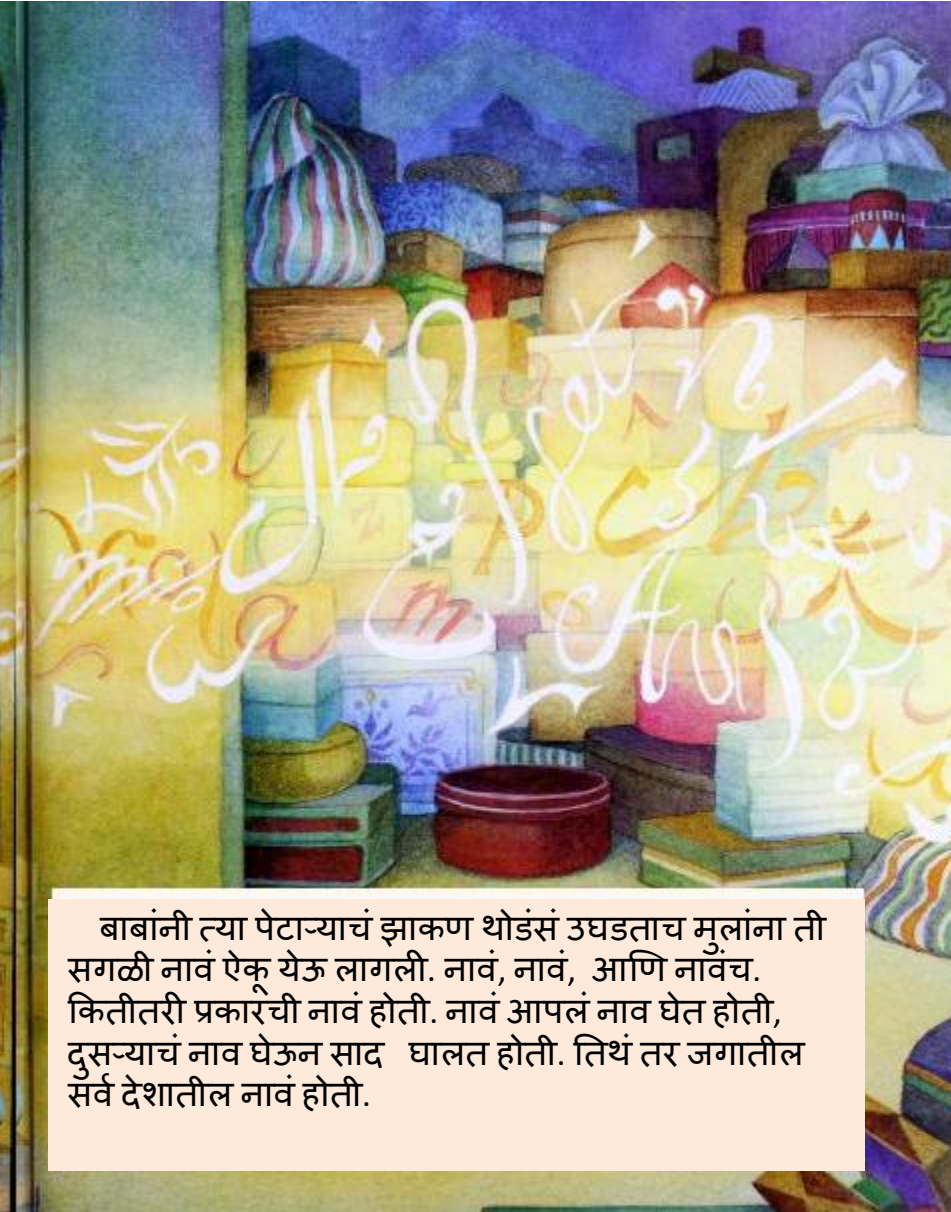 बाबांनी त्या पेटाऱ्याचं झाकण थोडंसं उघडताच मुलांना ती
सगळी नावं ऐकू येऊ लागली. नावं, नावं, आणि नावंच.
कितीतरी प्रकारची नावं होती. नावं आपलं नाव घेत होती,
दुसऱ्याचं नाव घेऊन साद घालत होती. तिथं तर जगातील
सर्व देशातील नावं होती.